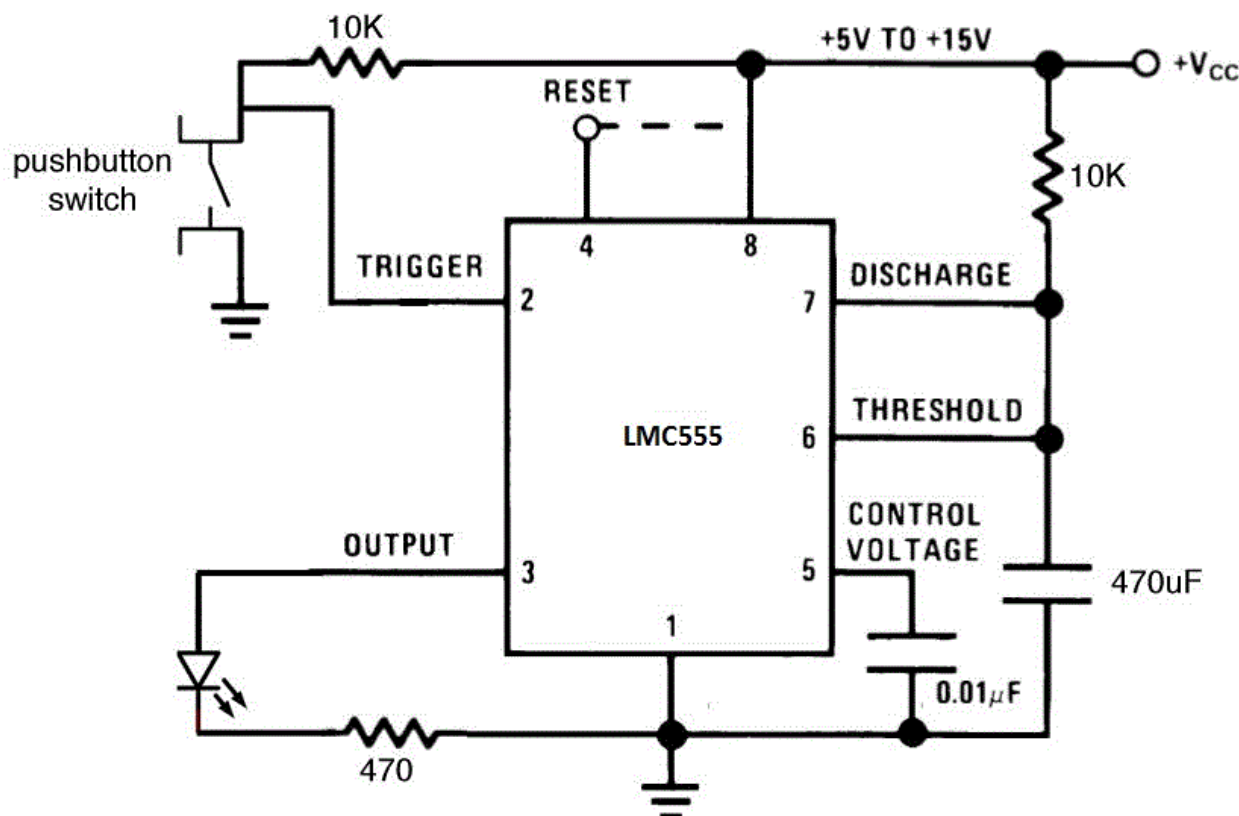 10K
+5V TO +15V
+VCC
RESET
pushbutton
switch
10K
4
8
TRIGGER
DISCHARGE
2
7
THRESHOLD
LMC555
6
CONTROL
VOLTAGE
OUTPUT
3
5
470uF
1
0.01μF
470